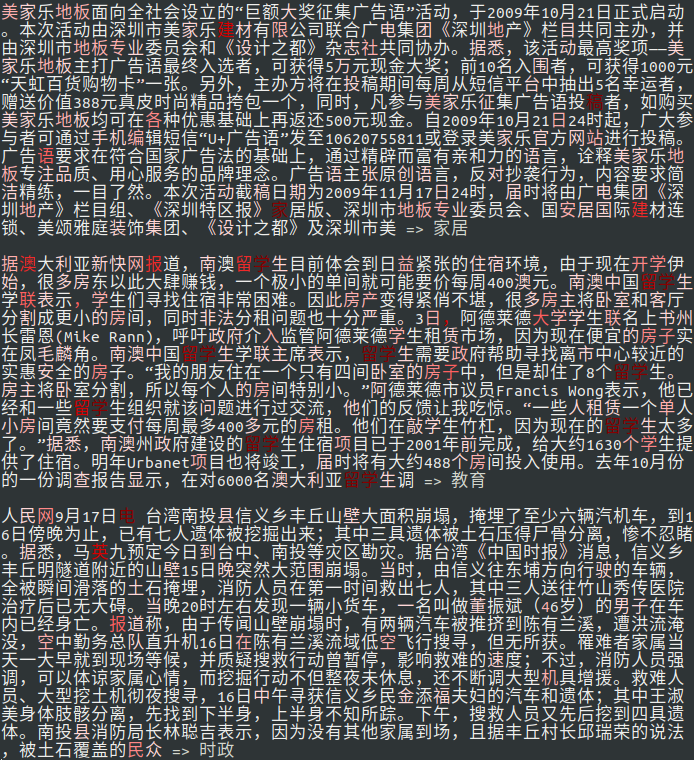 美家乐地板面向全社会设立的“巨额大奖征集广告语”活动，于2009年10月21日正式启动
。本次活动由深圳市美家乐建材有限公司联合广电集团《深圳地产》栏目共同主办，并
由深圳市地板专业委员会和《设计之都》杂志社共同协办。据悉，该活动最高奖项——美
家乐地板主打广告语最终入选者，可获得5万元现金大奖；前10名入围者，可获得1000元
“天虹百货购物卡”一张。另外，主办方将在投稿期间每周从短信平台中抽出5名幸运者，
赠送价值388元真皮时尚精品挎包一个，同时，凡参与美家乐征集广告语投稿者，如购买
美家乐地板均可在各种优惠基础上再返还500元现金。自2009年10月21日24时起，广大参
与者可通过手机编辑短信“U+广告语”发至10620755811或登录美家乐官方网站进行投稿。
广告语要求在符合国家广告法的基础上，通过精辟而富有亲和力的语言，诠释美家乐地
板专注品质、用心服务的品牌理念。广告语主张原创语言，反对抄袭行为，内容要求简
洁精练，一目了然。本次活动截稿日期为2009年11月17日24时，届时将由广电集团《深
圳地产》栏目组、《深圳特区报》家居版、深圳市地板专业委员会、国安居国际建材连
锁、美颂雅庭装饰集团、《设计之都》及深圳市美 => 家居
据澳大利亚新快网报道，南澳留学生目前体会到日益紧张的住宿环境，由于现在开学伊
始，很多房东以此大肆赚钱，一个极小的单间就可能要价每周400澳元。南澳中国留学生
学联表示，学生们寻找住宿非常困难。因此房产变得紧俏不堪，很多房主将卧室和客厅
分割成更小的房间，同时非法分租问题也十分严重。3日，阿德莱德大学学生联名上书州
长雷恩(Mike Rann)，呼吁政府介入监管阿德莱德学生租赁市场，因为现在便宜的房子实
在凤毛麟角。南澳中国留学生学联主席表示，留学生需要政府帮助寻找离市中心较近的
实惠安全的房子。“我的朋友住在一个只有四间卧室的房子中，但是却住了8个留学生。
房主将卧室分割，所以每个人的房间特别小。”阿德莱德市议员Francis Wong表示，他已
经和一些留学生组织就该问题进行过交流，他们的反馈让我吃惊。“一些人租赁一个单人
小房间竟然要支付每周最多400多元的房租。他们在敲学生竹杠，因为现在的留学生太多
了。”据悉，南澳州政府建设的留学生住宿项目已于2001年前完成，给大约1630个学生提
供了住宿。明年Urbanet项目也将竣工，届时将有大约488个房间投入使用。去年10月份
的一份调查报告显示，在对6000名澳大利亚留学生调 => 教育
人民网9月17日电 台湾南投县信义乡丰丘山壁大面积崩塌，掩埋了至少六辆汽机车，到1
6日傍晚为止，已有七人遗体被挖掘出来；其中三具遗体被土石压得尸骨分离，惨不忍睹
。据悉，马英九预定今日到台中、南投等灾区勘灾。据台湾《中国时报》消息，信义乡
丰丘明隧道附近的山壁15日晚突然大范围崩塌。当时，由信义往东埔方向行驶的车辆，
全被瞬间滑落的土石掩埋，消防人员在第一时间救出七人，其中三人送往竹山秀传医院
治疗后已无大碍。当晚20时左右发现一辆小货车，一名叫做董振斌（46岁）的男子在车
内已经身亡。报道称，由于传闻山壁崩塌时，有两辆汽车被推挤到陈有兰溪，遭洪流淹
没，空中勤务总队直升机16日在陈有兰溪流域低空飞行搜寻，但无所获。罹难者家属当
天一大早就到现场等候，并质疑搜救行动曾暂停，影响救难的速度；不过，消防人员强
调，可以体谅家属心情，而挖掘行动不但整夜未休息，还不断调大型机具增援。救难人
员、大型挖土机彻夜搜寻，16日中午寻获信义乡民金添福夫妇的汽车和遗体；其中王淑
美身体肢骸分离，先找到下半身，上半身不知所踪。下午，搜救人员又先后挖到四具遗
体。南投县消防局长林聪吉表示，因为没有其他家属到场，且据丰丘村长邱瑞荣的说法
，被土石覆盖的民众 => 时政